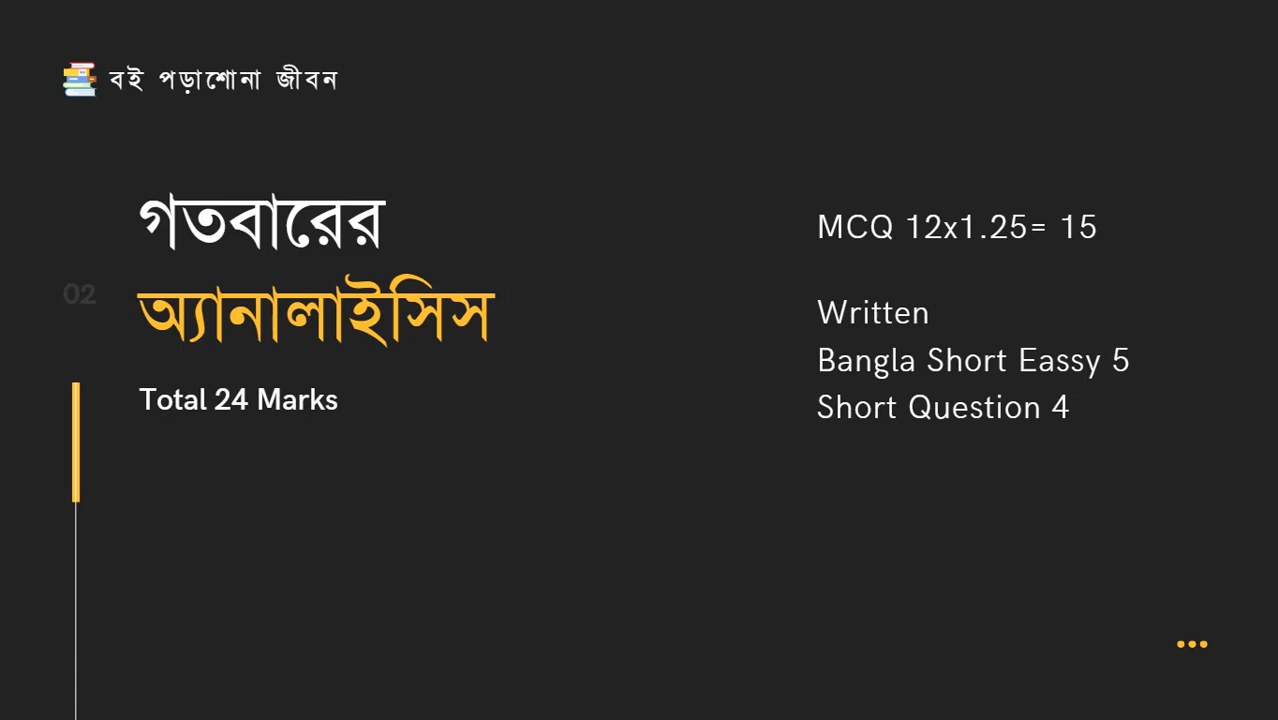 বই পড়াশোনা জীবন
গতবারের
02
অ্যানালাইসিস
Total 24 Marks
MCQ 12x1.25= 15
Written
Bangla Short Eassy 5
Short Question 4